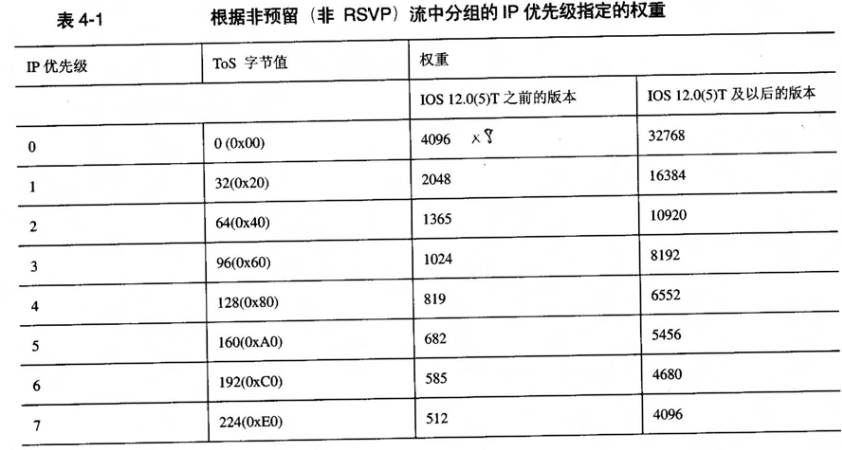 表 4-1 根据非预留（非 RSVP）流中分组的 IP 优先级指定的权重
IP 优先级 ToS 字节值 权重
IOS 12.0(5)T 之前的版本 IOS 12.0(5)T 及以后的版本
0 0 (0x00) 4096 ×8 32768
1 32(0x20) 2048 16384
2 64(0x40) 1365 10920
3 96(0x60) 1024 8192
4 128(0x80) 819 6552
5 160(0xA0) 682 5456
6 192(0xC0) 585 4680
7 224(0xE0) 512 4096